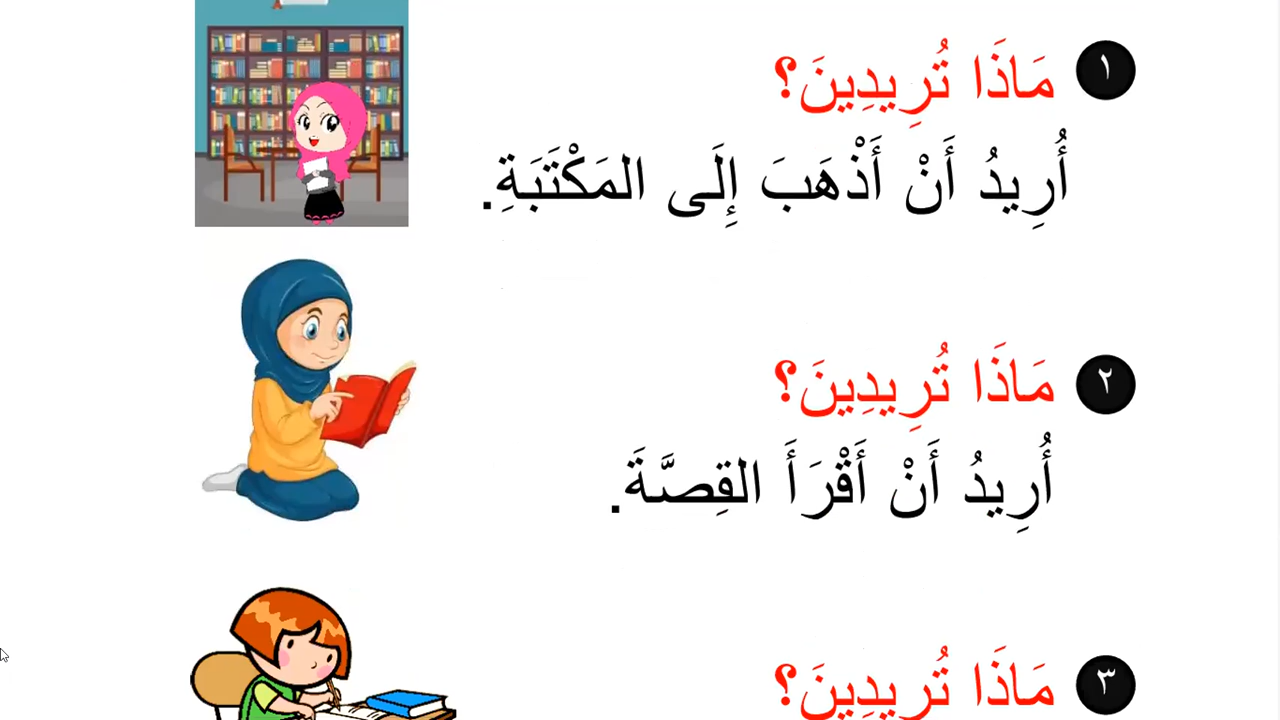 ١ مَاذَا تُرِيدِينَ؟
أُرِيدُ أَنْ أَذْهَبَ إِلَى المَكْتَبَةِ.
٢ مَاذَا تُرِيدِينَ؟
أُرِيدُ أَنْ أَقْرَأَ القِصَّةَ.
٣ مَاذَا تُرِيدِينَ؟